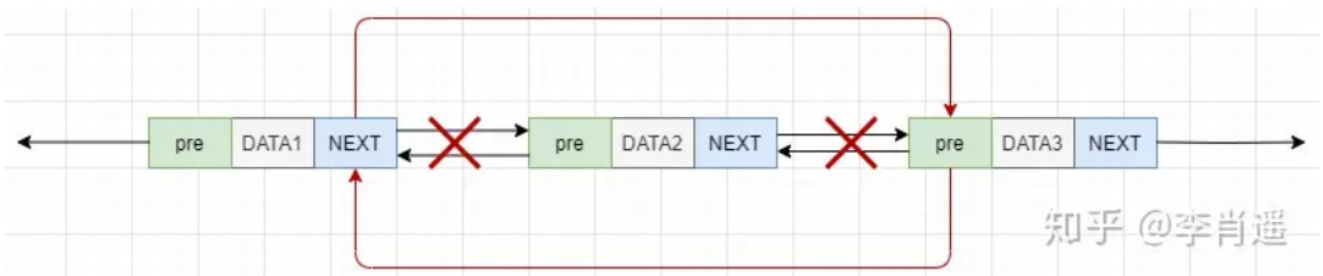 pre DATA1 NEXT pre DATA2 NEXT pre DATA3 NEXT
知乎 @李肖遥